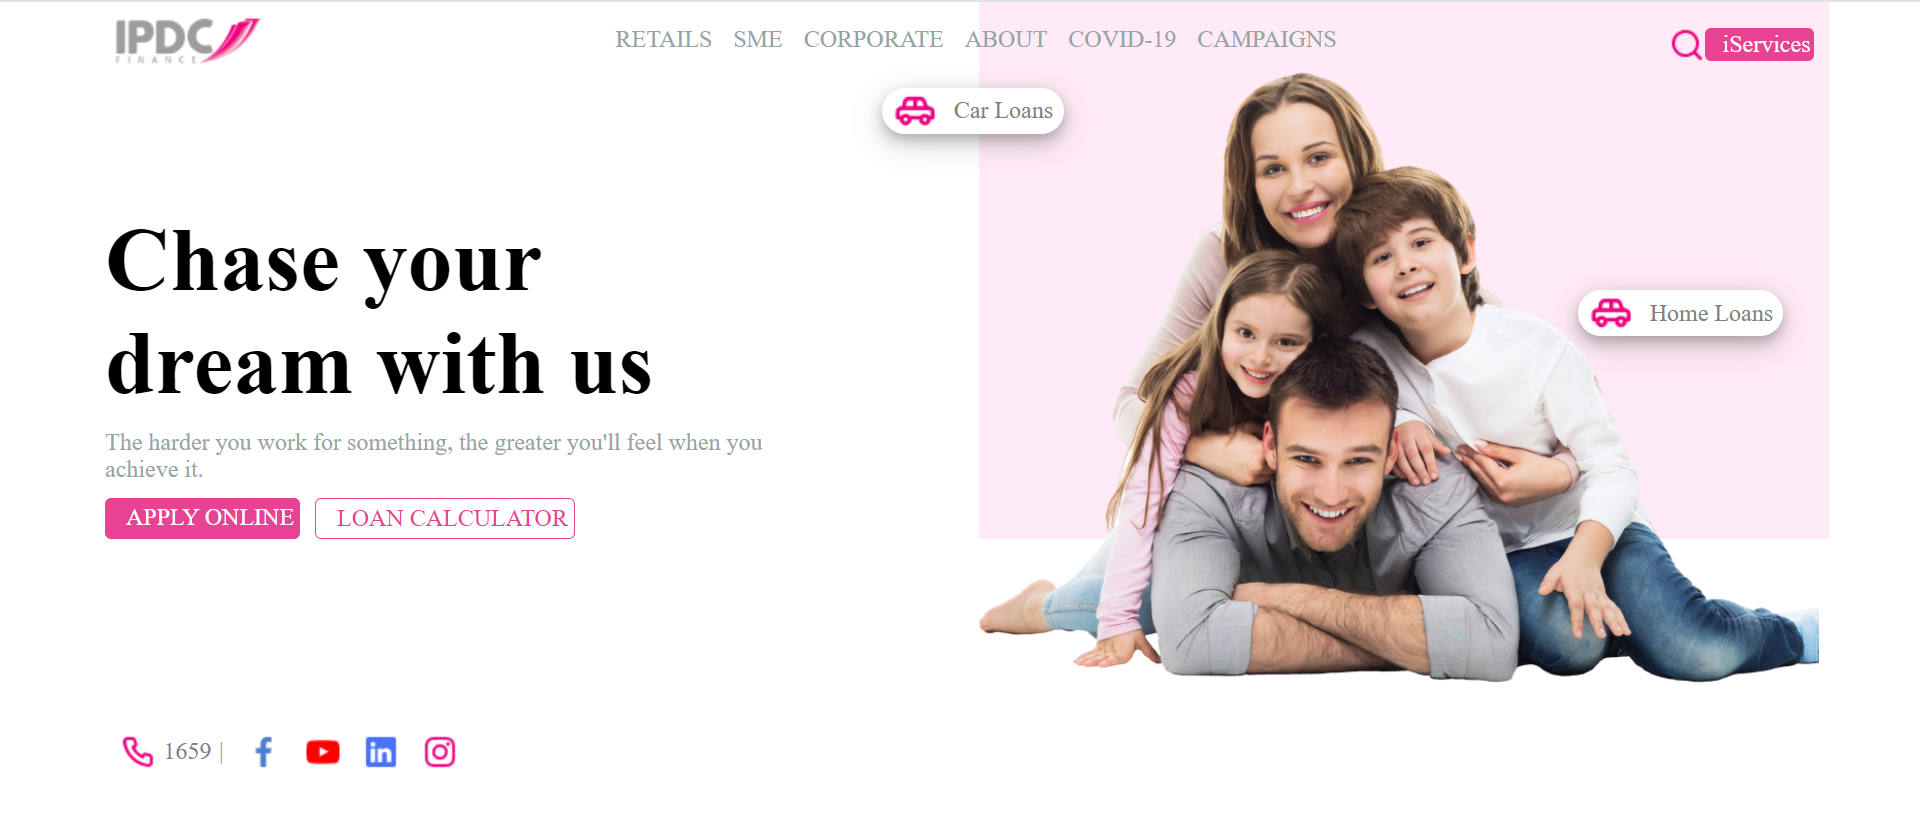 IPDC
FINANCE
RETAILS SME CORPORATE ABOUT COVID-19 CAMPAIGNS
iServices
Car Loans
Chase your
dream with us
Home Loans
The harder you work for something, the greater you'll feel when you
achieve it.
APPLY ONLINE
LOAN CALCULATOR
1659 |